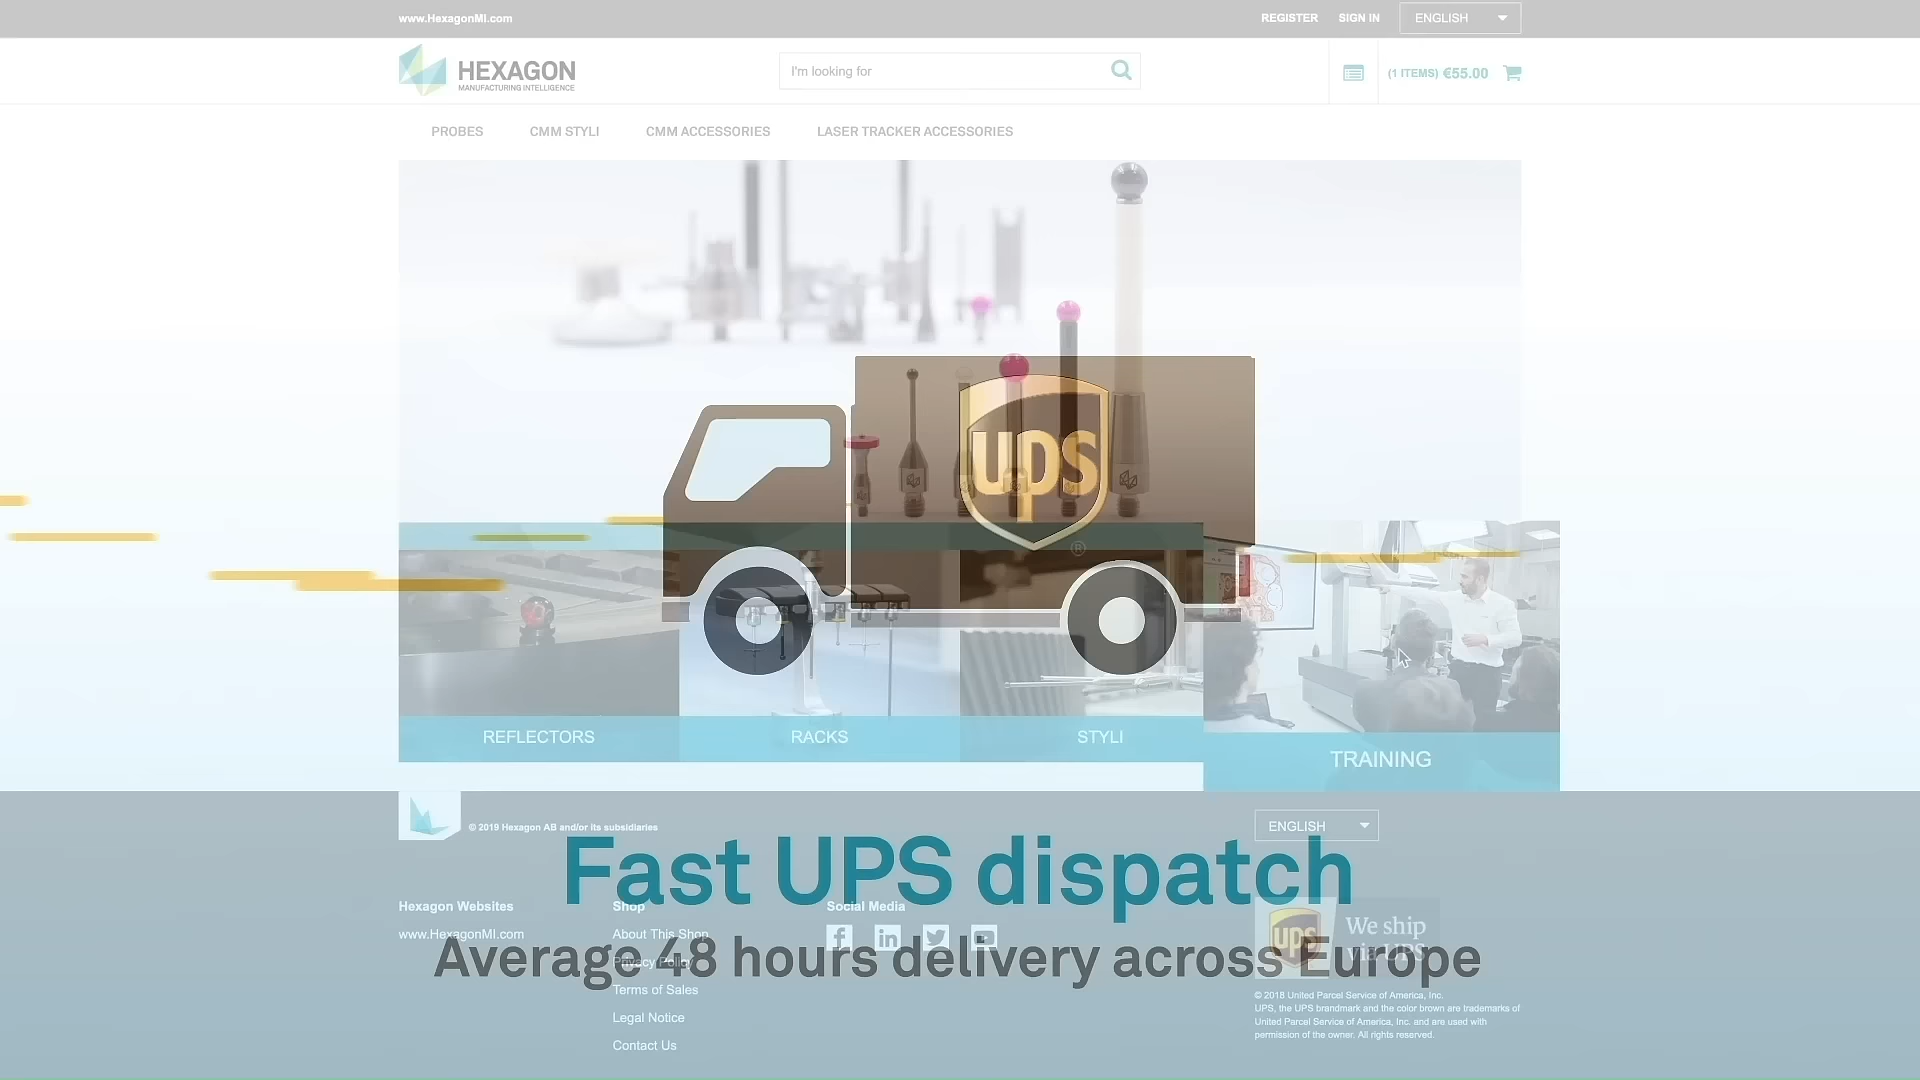 www.HexagonMI.com
REGISTER
SIGN IN
ENGLISH
HEXAGON
MANUFACTURING INTELLIGENCE
I'm looking for
(1 ITEMS) €55.00
PROBES
CMM STYLI
CMM ACCESSORIES
LASER TRACKER ACCESSORIES
ups
®
REFLECTORS
RACKS
STYLI
TRAINING
© 2019 Hexagon AB and/or its subsidiaries
ENGLISH
Fast UPS dispatch
Average 48 hours delivery across Europe
Hexagon Websites
www.HexagonMI.com
Shop
About This Shop
Privacy Policy
Terms of Sales
Legal Notice
Contact Us
Social Media
ups
We ship
via UPS
© 2018 United Parcel Service of America, Inc.
UPS, the UPS brandmark and the color brown are trademarks of
United Parcel Service of America, Inc. and are used with
permission of the owner. All rights reserved.